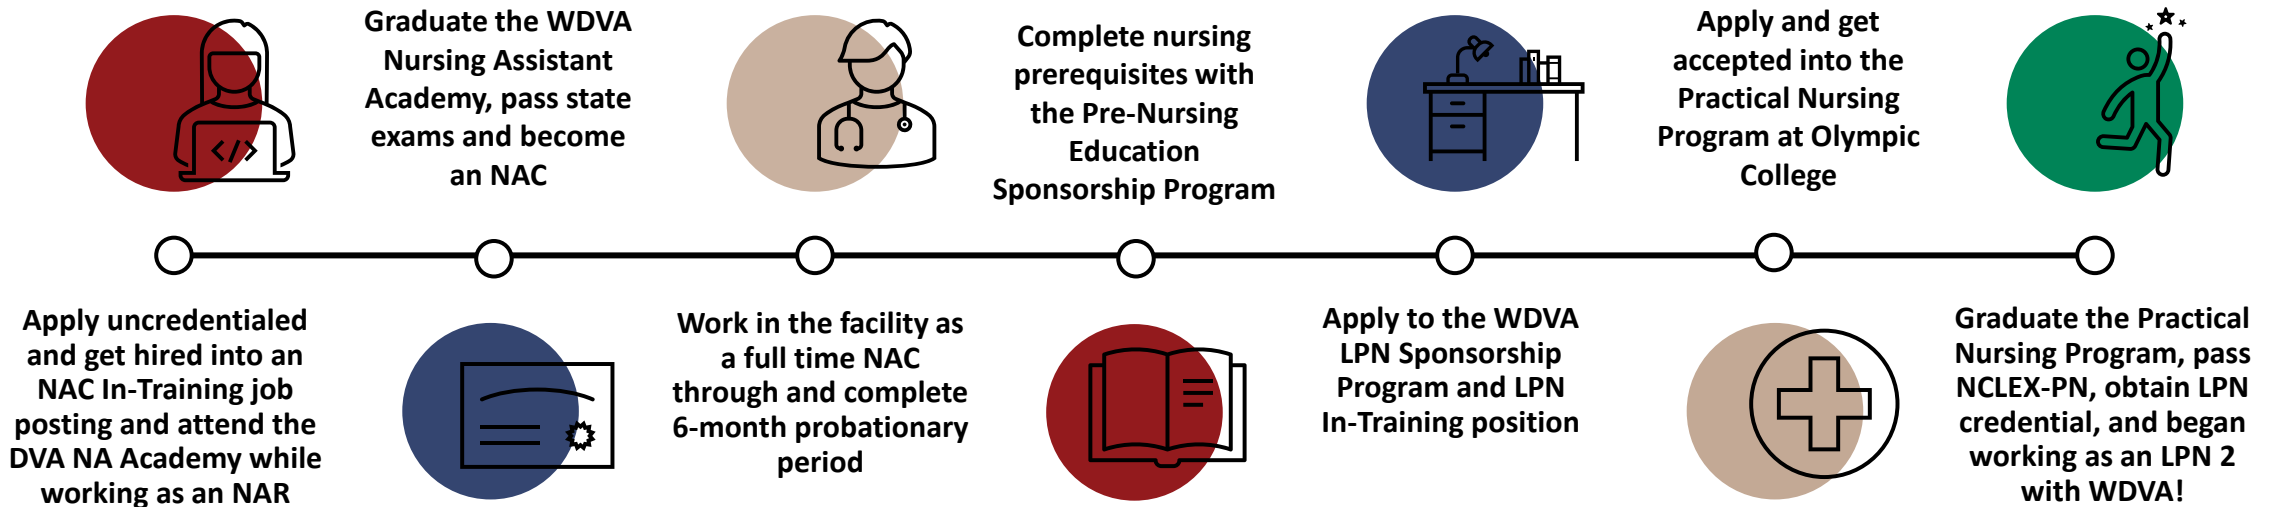 Apply uncredentialed
and get hired into an
NAC In-Training job
posting and attend the
DVA NA Academy while
working as an NAR
Graduate the WDVA
Nursing Assistant
Academy, pass state
exams and become
an NAC
Work in the facility as
a full time NAC
through and complete
6-month probationary
period
Complete nursing
prerequisites with
the Pre-Nursing
Education
Sponsorship Program
Apply to the WDVA
LPN Sponsorship
Program and LPN
In-Training position
Apply and get
accepted into the
Practical Nursing
Program at Olympic
College
Graduate the Practical
Nursing Program, pass
NCLEX-PN, obtain LPN
credential, and began
working as an LPN 2
with WDVA!